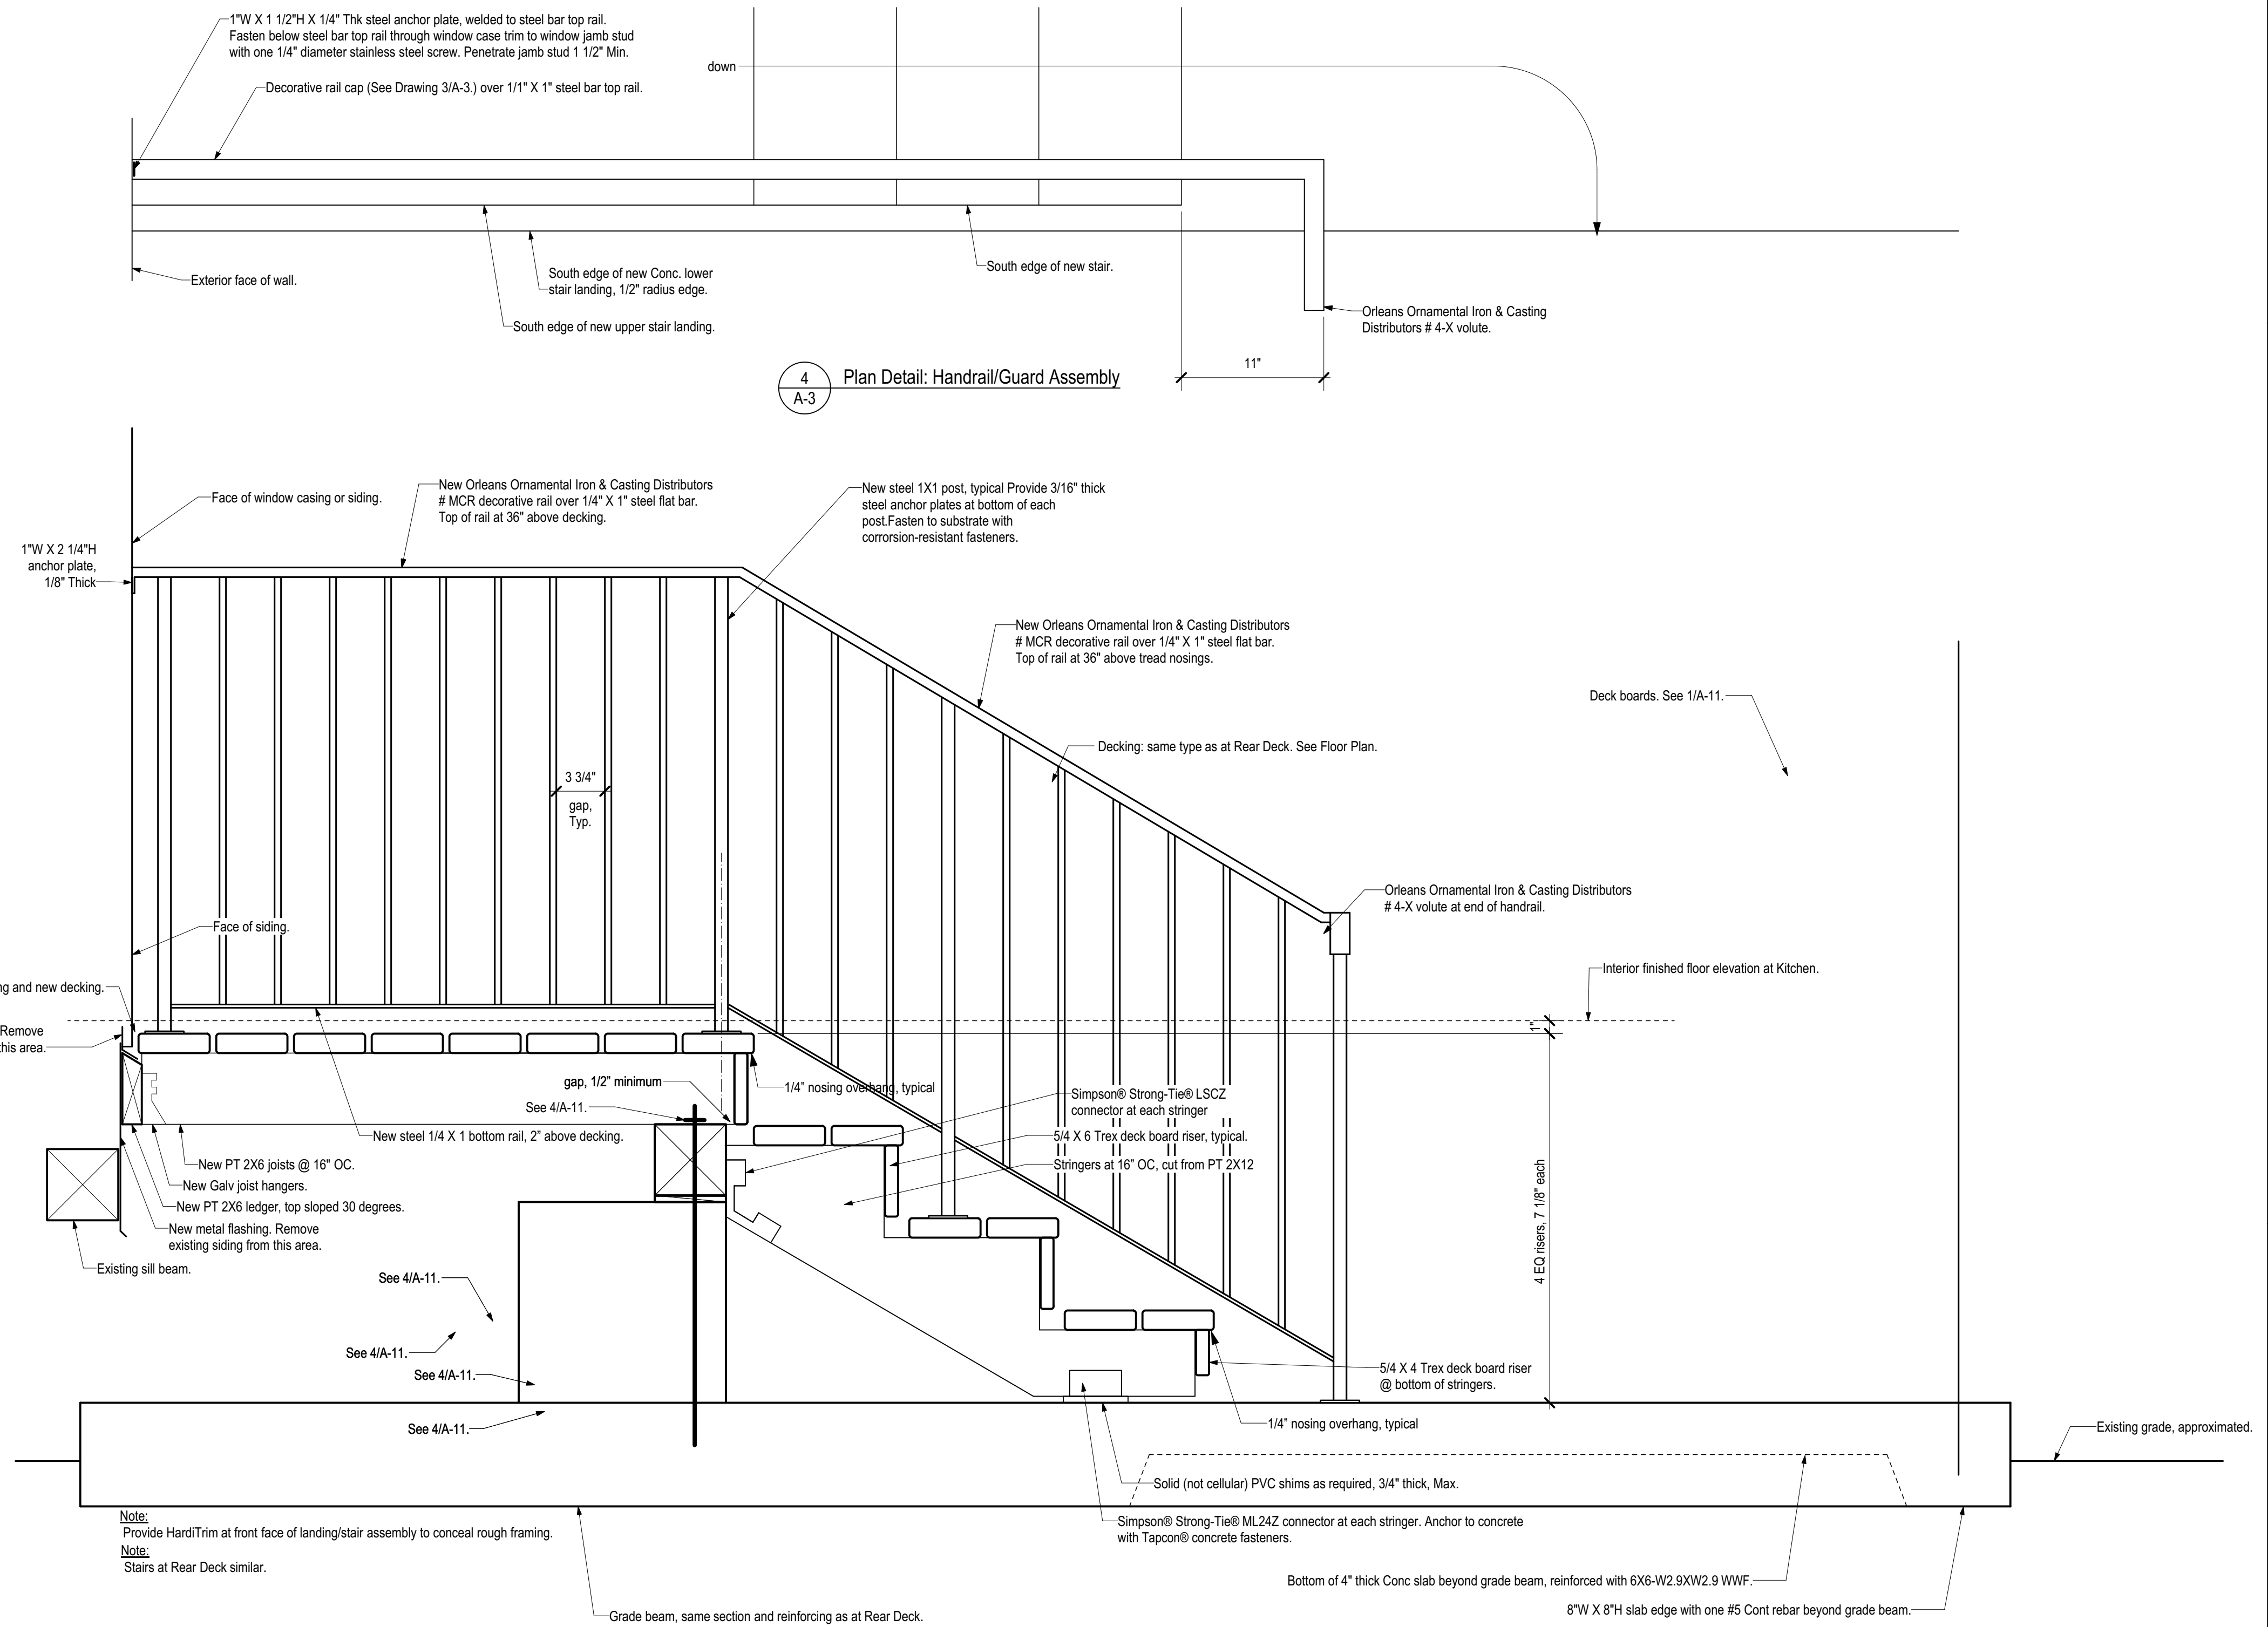 1"W X 1 1/2"H X 1/4" Thk steel anchor plate, welded to steel bar top rail.
Fasten below steel bar top rail through window case trim to window jamb stud
with one 1/4" diameter stainless steel screw. Penetrate jamb stud 1 1/2" Min.
down
Decorative rail cap (See Drawing 3/A-3.) over 1/1" X 1" steel bar top rail.
Exterior face of wall.
South edge of new Conc. lower
stair landing, 1/2" radius edge.
South edge of new stair.
South edge of new upper stair landing.
Orleans Ornamental Iron & Casting
Distributors # 4-X volute.
11"
4
A-3
Plan Detail: Handrail/Guard Assembly
Face of window casing or siding.
New Orleans Ornamental Iron & Casting Distributors
# MCR decorative rail over 1/4" X 1" steel flat bar.
Top of rail at 36" above decking.
New steel 1X1 post, typical Provide 3/16" thick
steel anchor plates at bottom of each
post.Fasten to substrate with
corrorsion-resistant fasteners.
1"W X 2 1/4"H
anchor plate,
1/8" Thick
New Orleans Ornamental Iron & Casting Distributors
# MCR decorative rail over 1/4" X 1" steel flat bar.
Top of rail at 36" above tread nosings.
Deck boards. See 1/A-11.
Decking: same type as at Rear Deck. See Floor Plan.
3 3/4"
gap,
Typ.
Orleans Ornamental Iron & Casting Distributors
# 4-X volute at end of handrail.
Face of siding.
Interior finished floor elevation at Kitchen.
ng and new decking.
Remove
this area.
1"
gap, 1/2" minimum
1/4" nosing overhang, typical
See 4/A-11.
Simpson® Strong-Tie® LSCZ
connector at each stringer
New steel 1/4 X 1 bottom rail, 2" above decking.
5/4 X 6 Trex deck board riser, typical.
Stringers at 16" OC, cut from PT 2X12
New PT 2X6 joists @ 16" OC.
New Galv joist hangers.
New PT 2X6 ledger, top sloped 30 degrees.
New metal flashing. Remove
existing siding from this area.
Existing sill beam.
4 EQ risers, 7 1/8" each
See 4/A-11.
See 4/A-11.
See 4/A-11.
See 4/A-11.
5/4 X 4 Trex deck board riser
@ bottom of stringers.
1/4" nosing overhang, typical
Existing grade, approximated.
Solid (not cellular) PVC shims as required, 3/4" thick, Max.
Note:
Provide HardiTrim at front face of landing/stair assembly to conceal rough framing.
Note:
Stairs at Rear Deck similar.
Simpson® Strong-Tie® ML24Z connector at each stringer. Anchor to concrete
with Tapcon® concrete fasteners.
Bottom of 4" thick Conc slab beyond grade beam, reinforced with 6X6-W2.9XW2.9 WWF.
8"W X 8"H slab edge with one #5 Cont rebar beyond grade beam.
Grade beam, same section and reinforcing as at Rear Deck.